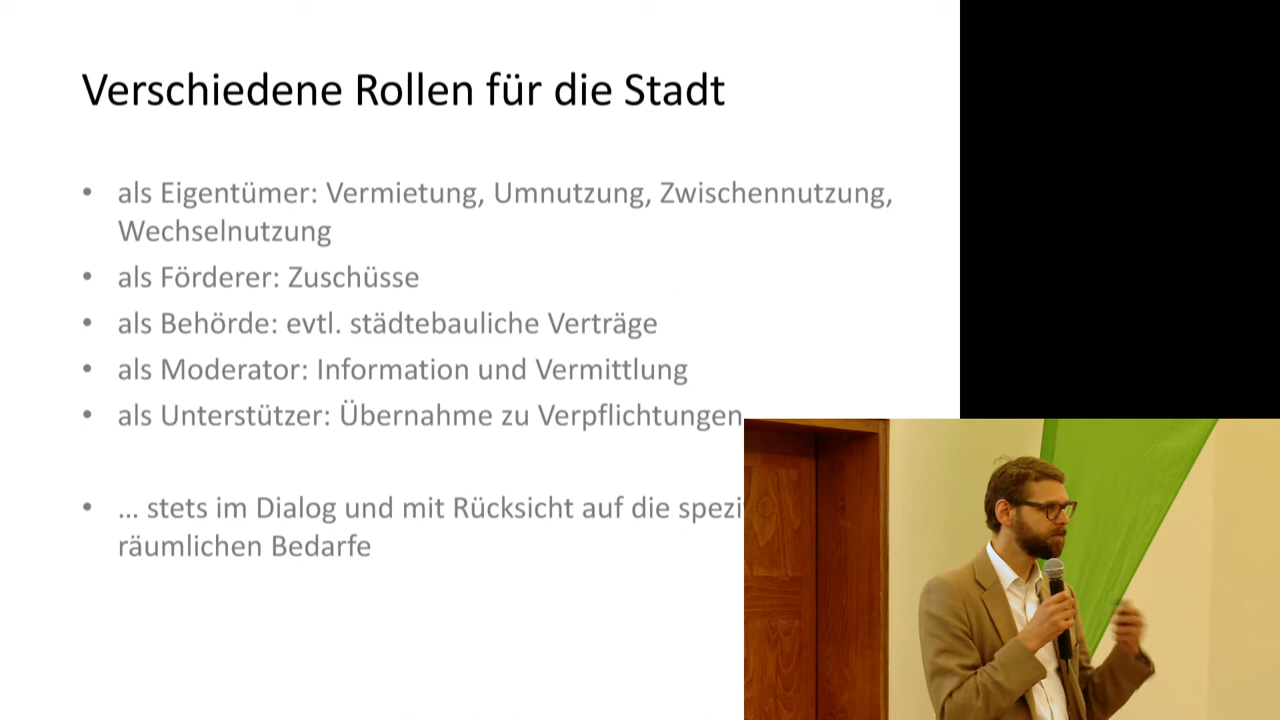 Verschiedene Rollen für die Stadt
• als Eigentümer: Vermietung, Umnutzung, Zwischennutzung,
Wechselnutzung
• als Förderer: Zuschüsse
• als Behörde: evtl. städtebauliche Verträge
• als Moderator: Information und Vermittlung
• als Unterstützer: Übernahme zu Verpflichtungen
• ... stets im Dialog und mit Rücksicht auf die
räumlichen Bedarfe